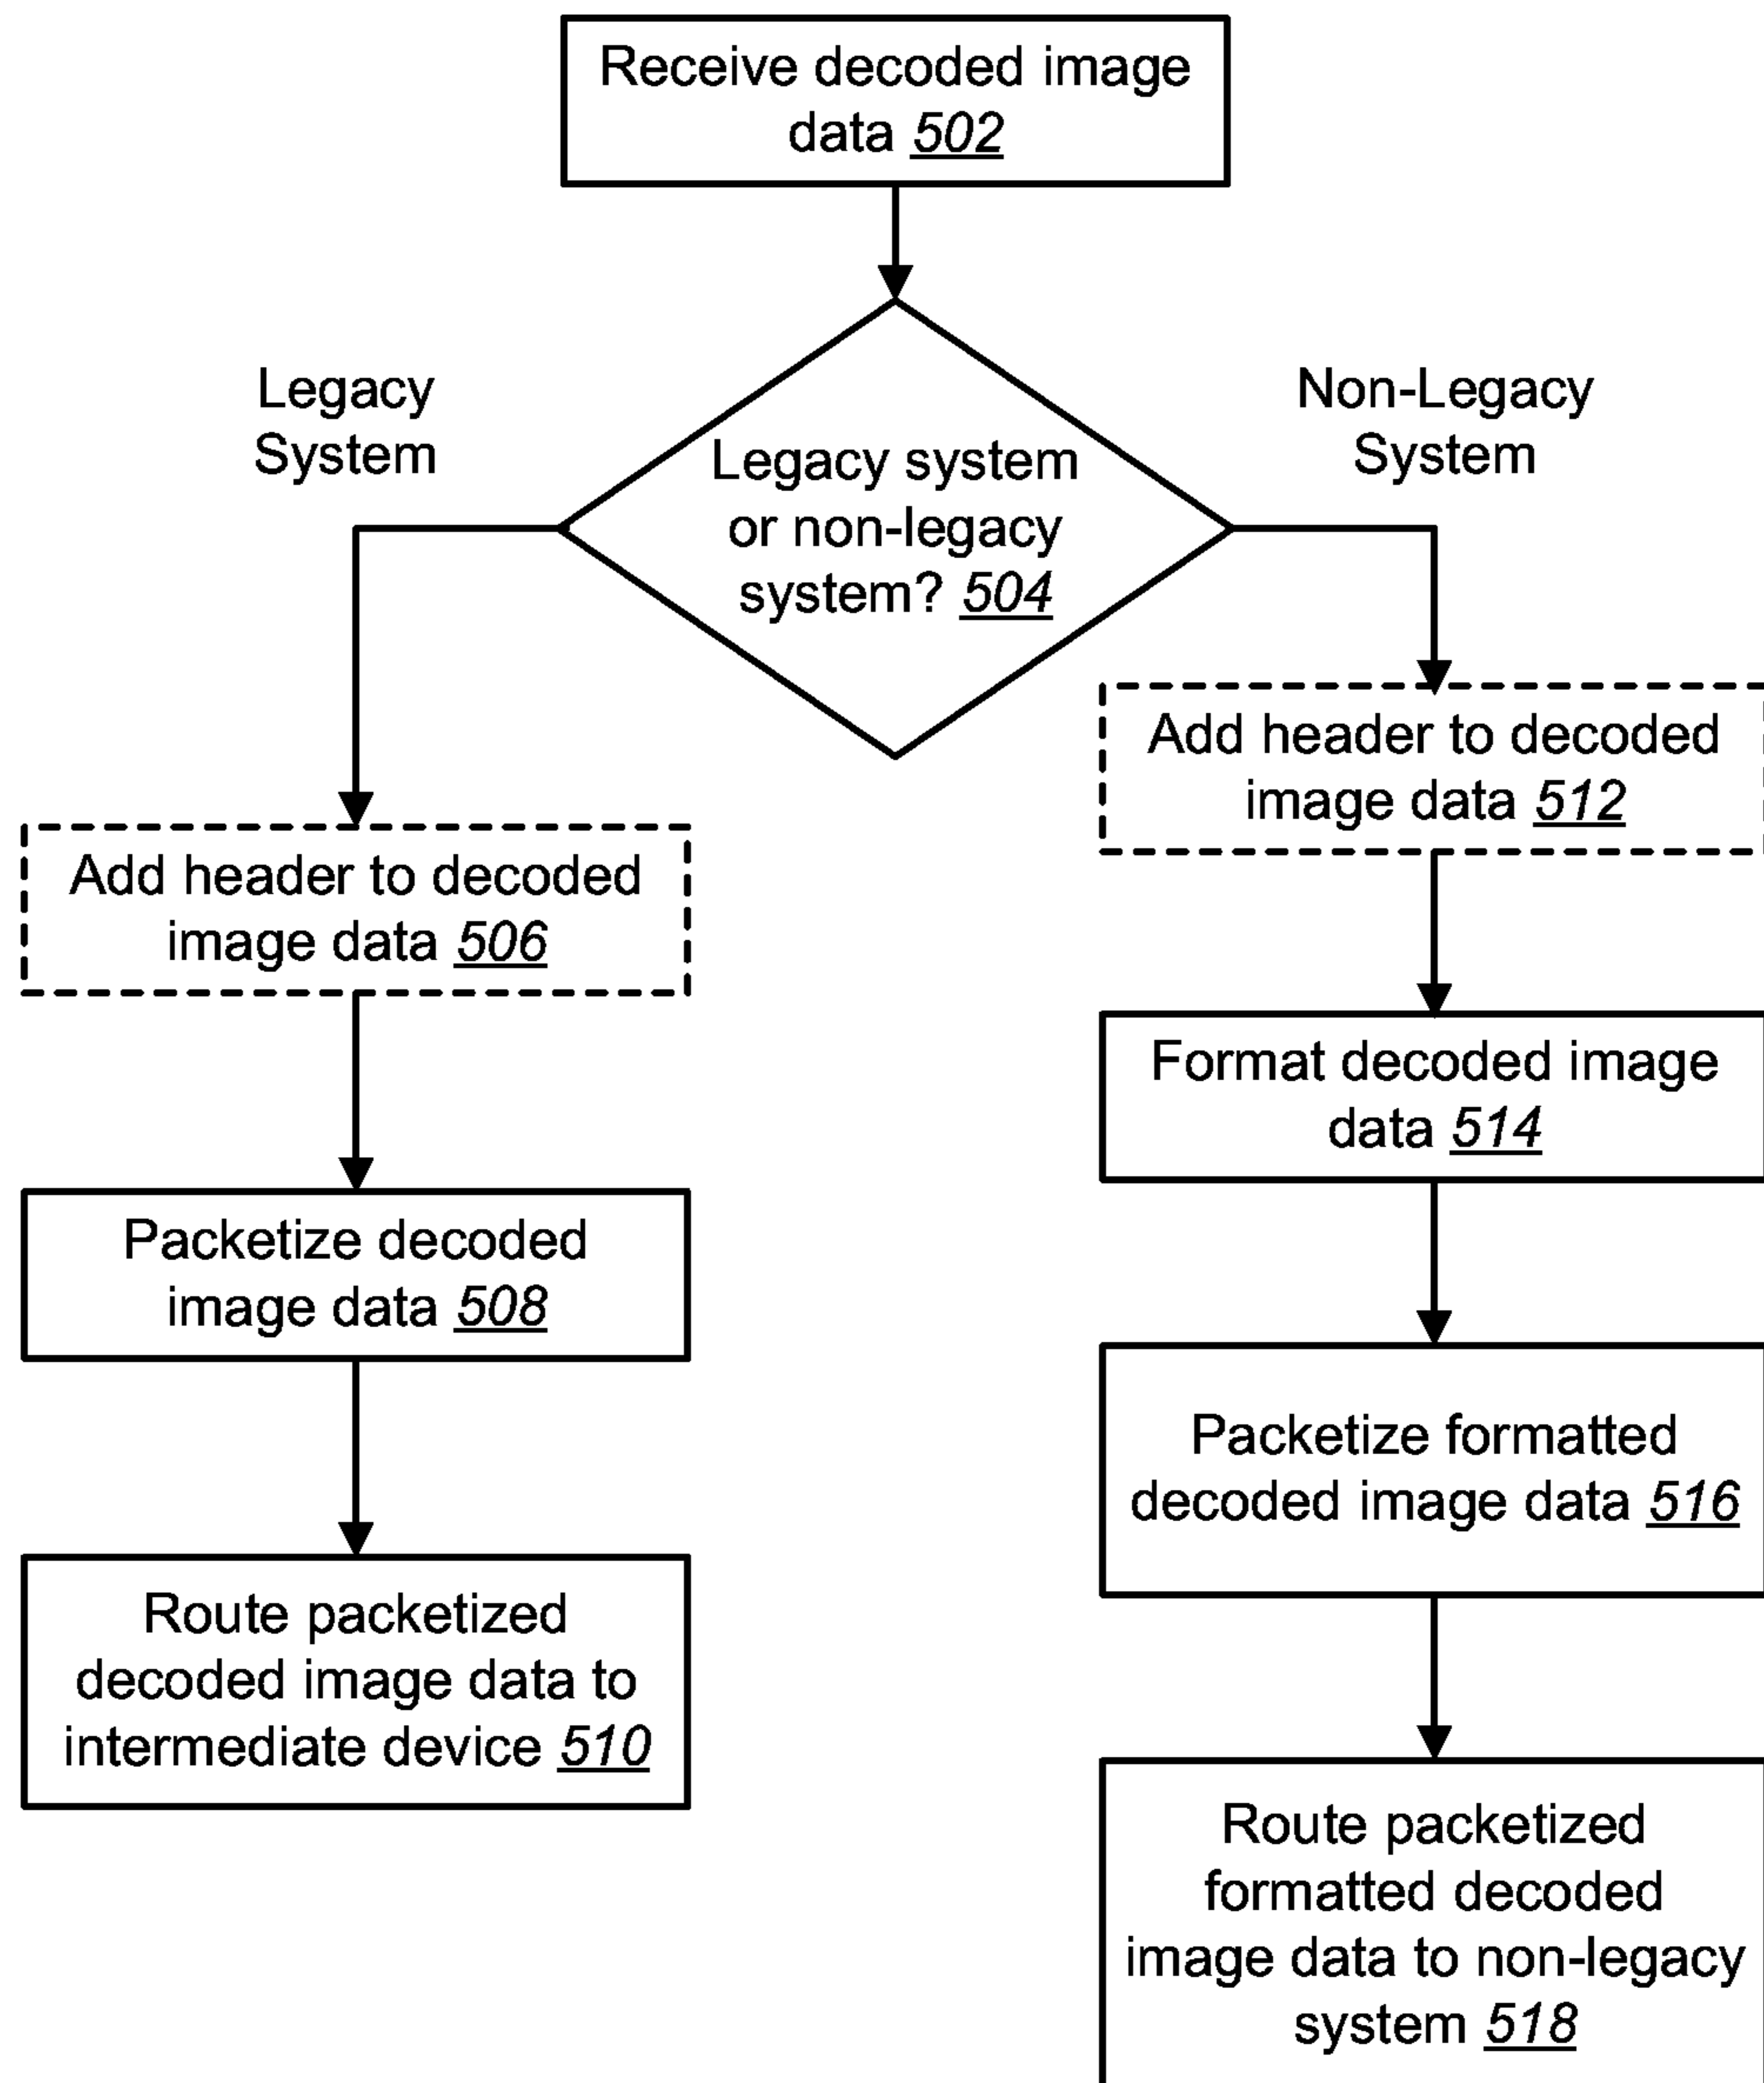 Receive decoded image
data 502
Legacy
System
Legacy system
or non-legacy
system? 504
Non-Legacy
System
Add header to decoded
image data 506
Packetize decoded
image data 508
Route packetized
decoded image data to
intermediate device 510
Add header to decoded
image data 512
Format decoded image
data 514
Packetize formatted
decoded image data 516
Route packetized
formatted decoded
image data to non-legacy
system 518